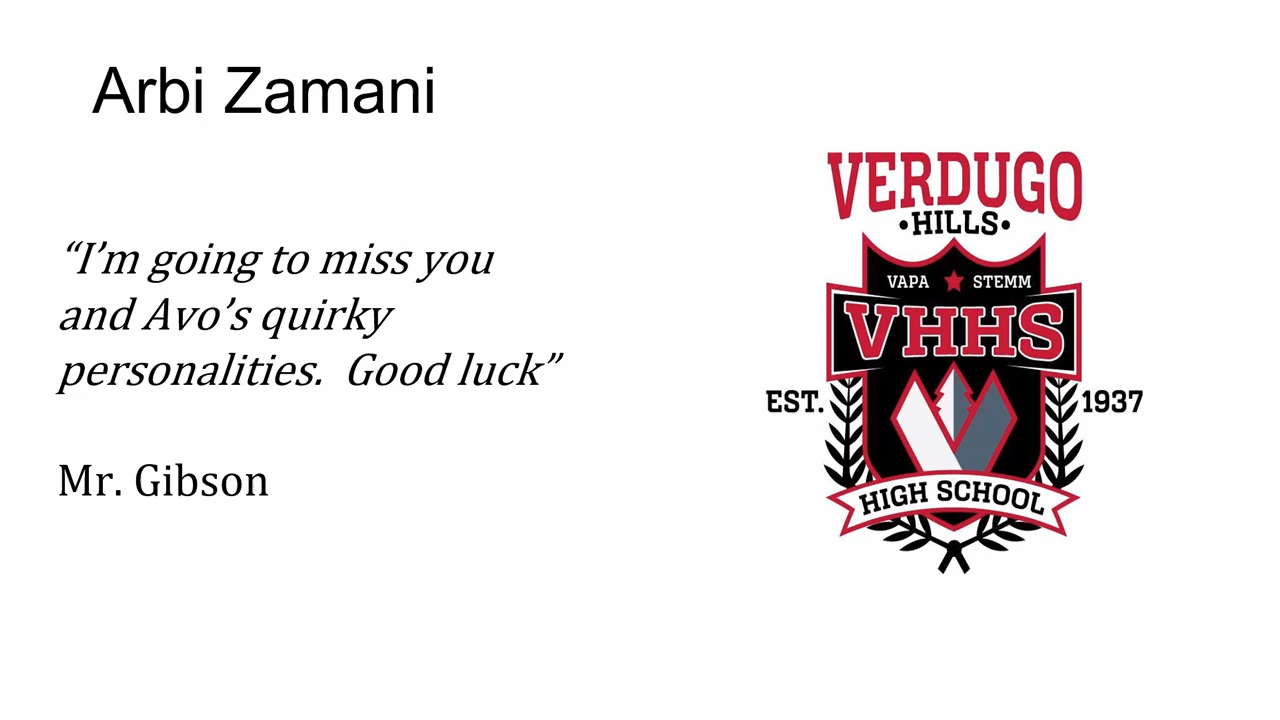 Arbi Zamani
“I’m going to miss you
and Avo’s quirky
personalities.  Good luck”
Mr. Gibson
VERDUGO
•HILLS•
VAPA ★ STEMM
VHHS
EST. 1937
HIGH SCHOOL